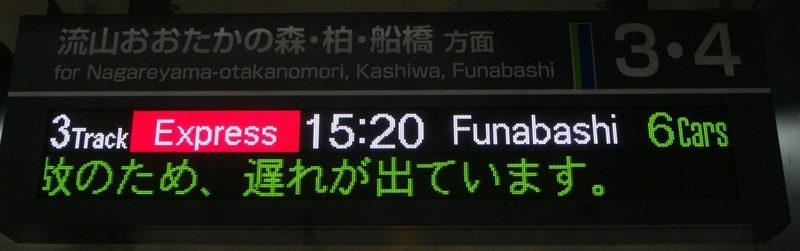 流山おおたかの森・柏・船橋 方面 3・4
for Nagareyama-otakanomori, Kashiwa, Funabashi
3Track Express 15:20 Funabashi 6Cars
故のため、遅れが出ています。